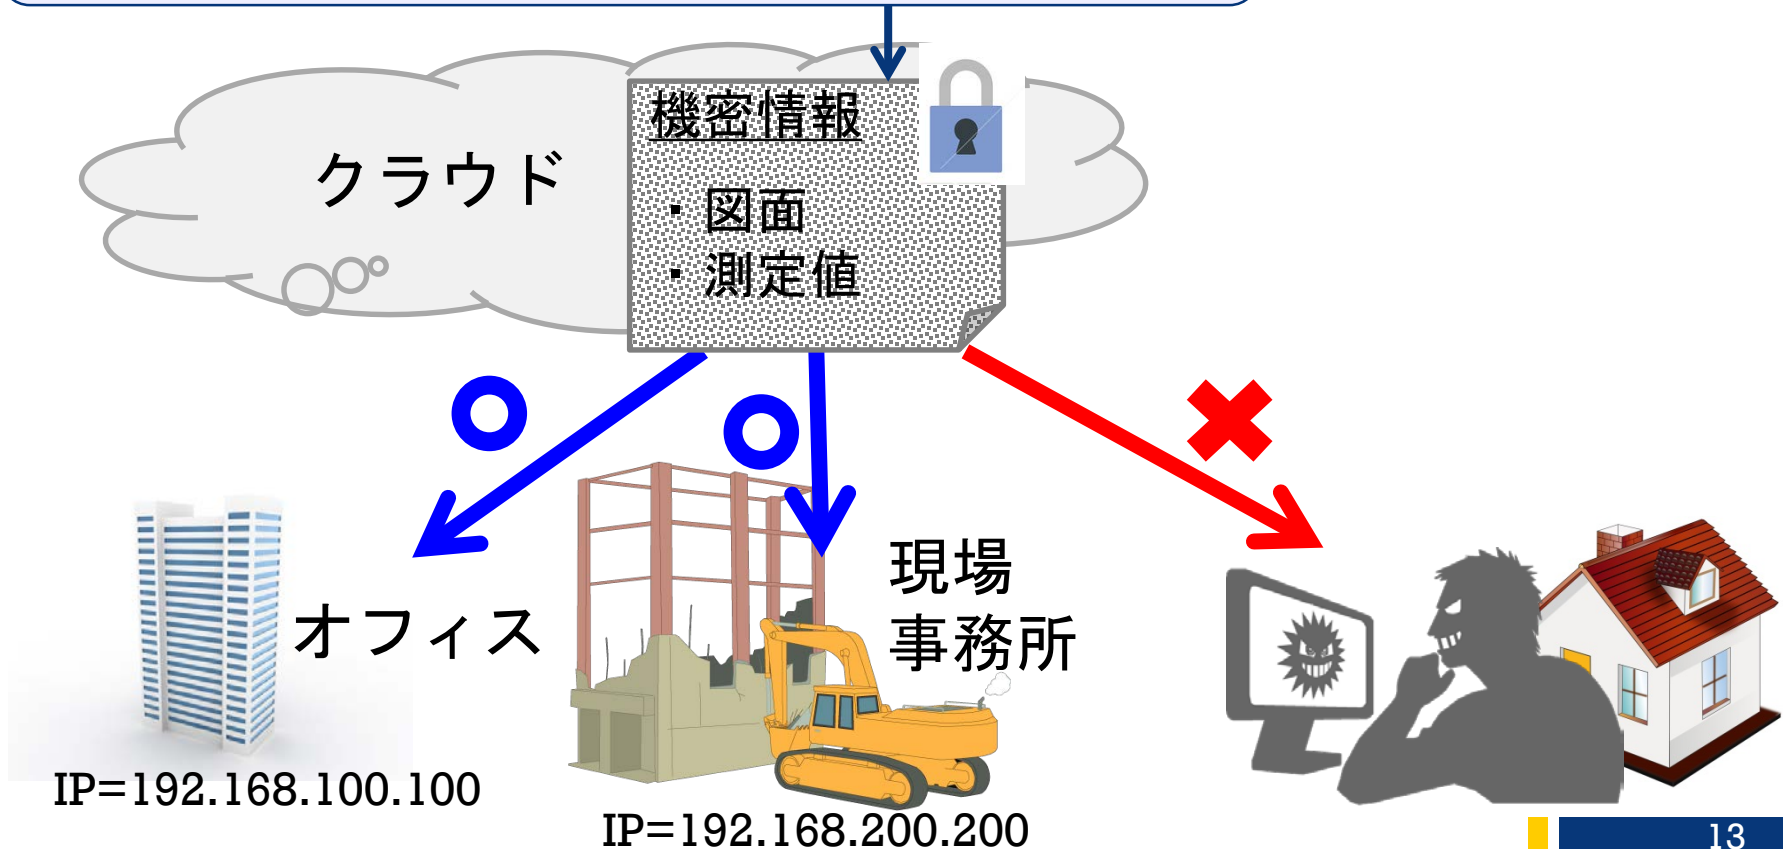 機密情報
クラウド
・図面
・測定値
現場
事務所
オフィス
IP=192.168.100.100
IP=192.168.200.200
13